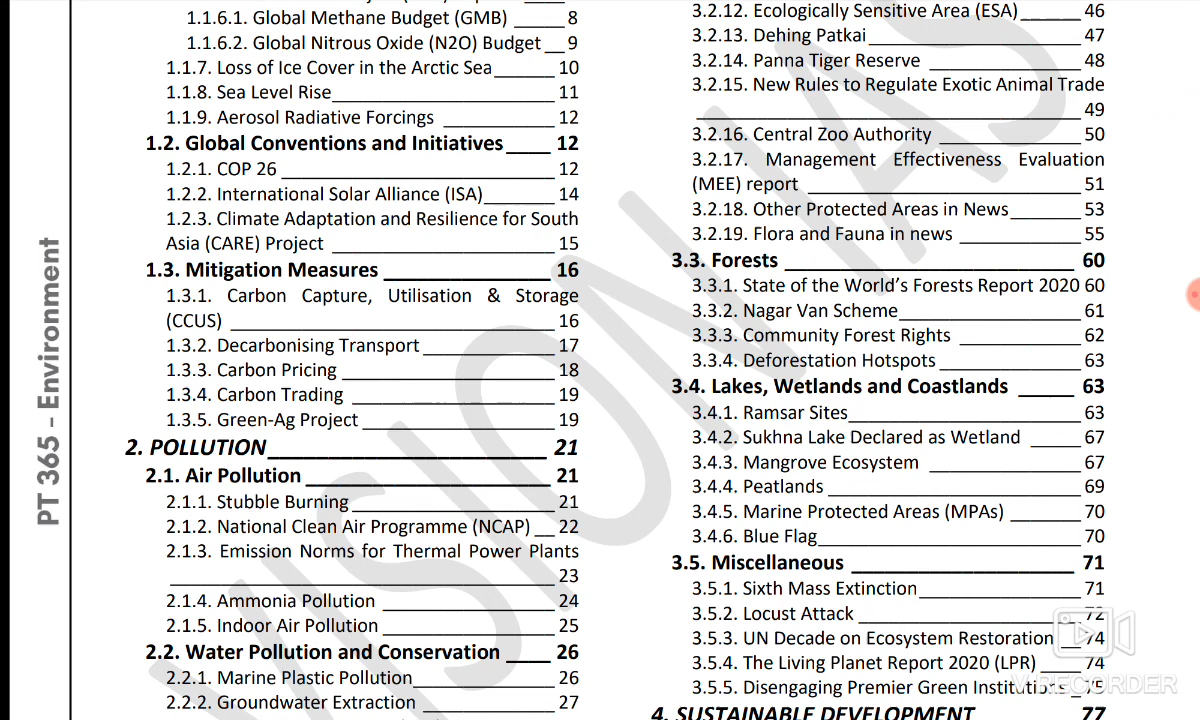 1.1.6.1. Global Methane Budget (GMB) 8
1.1.6.2. Global Nitrous Oxide (N2O) Budget 9
1.1.7. Loss of Ice Cover in the Arctic Sea 10
1.1.8. Sea Level Rise 11
1.1.9. Aerosol Radiative Forcings 12
1.2. Global Conventions and Initiatives 12
1.2.1. COP 26 12
1.2.2. International Solar Alliance (ISA) 14
1.2.3. Climate Adaptation and Resilience for South
Asia (CARE) Project 15
1.3. Mitigation Measures 16
1.3.1. Carbon Capture, Utilisation & Storage
(CCUS) 16
1.3.2. Decarbonising Transport 17
1.3.3. Carbon Pricing 18
1.3.4. Carbon Trading 19
1.3.5. Green-Ag Project 19
2. POLLUTION 21
2.1. Air Pollution 21
2.1.1. Stubble Burning 21
2.1.2. National Clean Air Programme (NCAP) 22
2.1.3. Emission Norms for Thermal Power Plants
23
2.1.4. Ammonia Pollution 24
2.1.5. Indoor Air Pollution 25
2.2. Water Pollution and Conservation 26
2.2.1. Marine Plastic Pollution 26
2.2.2. Groundwater Extraction 27
3.2.12. Ecologically Sensitive Area (ESA) 46
3.2.13. Dehing Patkai 47
3.2.14. Panna Tiger Reserve 48
3.2.15. New Rules to Regulate Exotic Animal Trade
49
3.2.16. Central Zoo Authority 50
3.2.17. Management Effectiveness Evaluation
(MEE) report 51
3.2.18. Other Protected Areas in News 53
3.2.19. Flora and Fauna in news 55
3.3. Forests 60
3.3.1. State of the World's Forests Report 2020 60
3.3.2. Nagar Van Scheme 61
3.3.3. Community Forest Rights 62
3.3.4. Deforestation Hotspots 63
3.4. Lakes, Wetlands and Coastlands 63
3.4.1. Ramsar Sites 63
3.4.2. Sukhna Lake Declared as Wetland 67
3.4.3. Mangrove Ecosystem 67
3.4.4. Peatlands 69
3.4.5. Marine Protected Areas (MPAs) 70
3.4.6. Blue Flag 70
3.5. Miscellaneous 71
3.5.1. Sixth Mass Extinction 71
3.5.2. Locust Attack 72
3.5.3. UN Decade on Ecosystem Restoration 74
3.5.4. The Living Planet Report 2020 (LPR) 74
3.5.5. Disengaging Premier Green Institutions 75
4. SUSTAINABLE DEVELOPMENT 77
PT 365 – Environment
VISION IAS